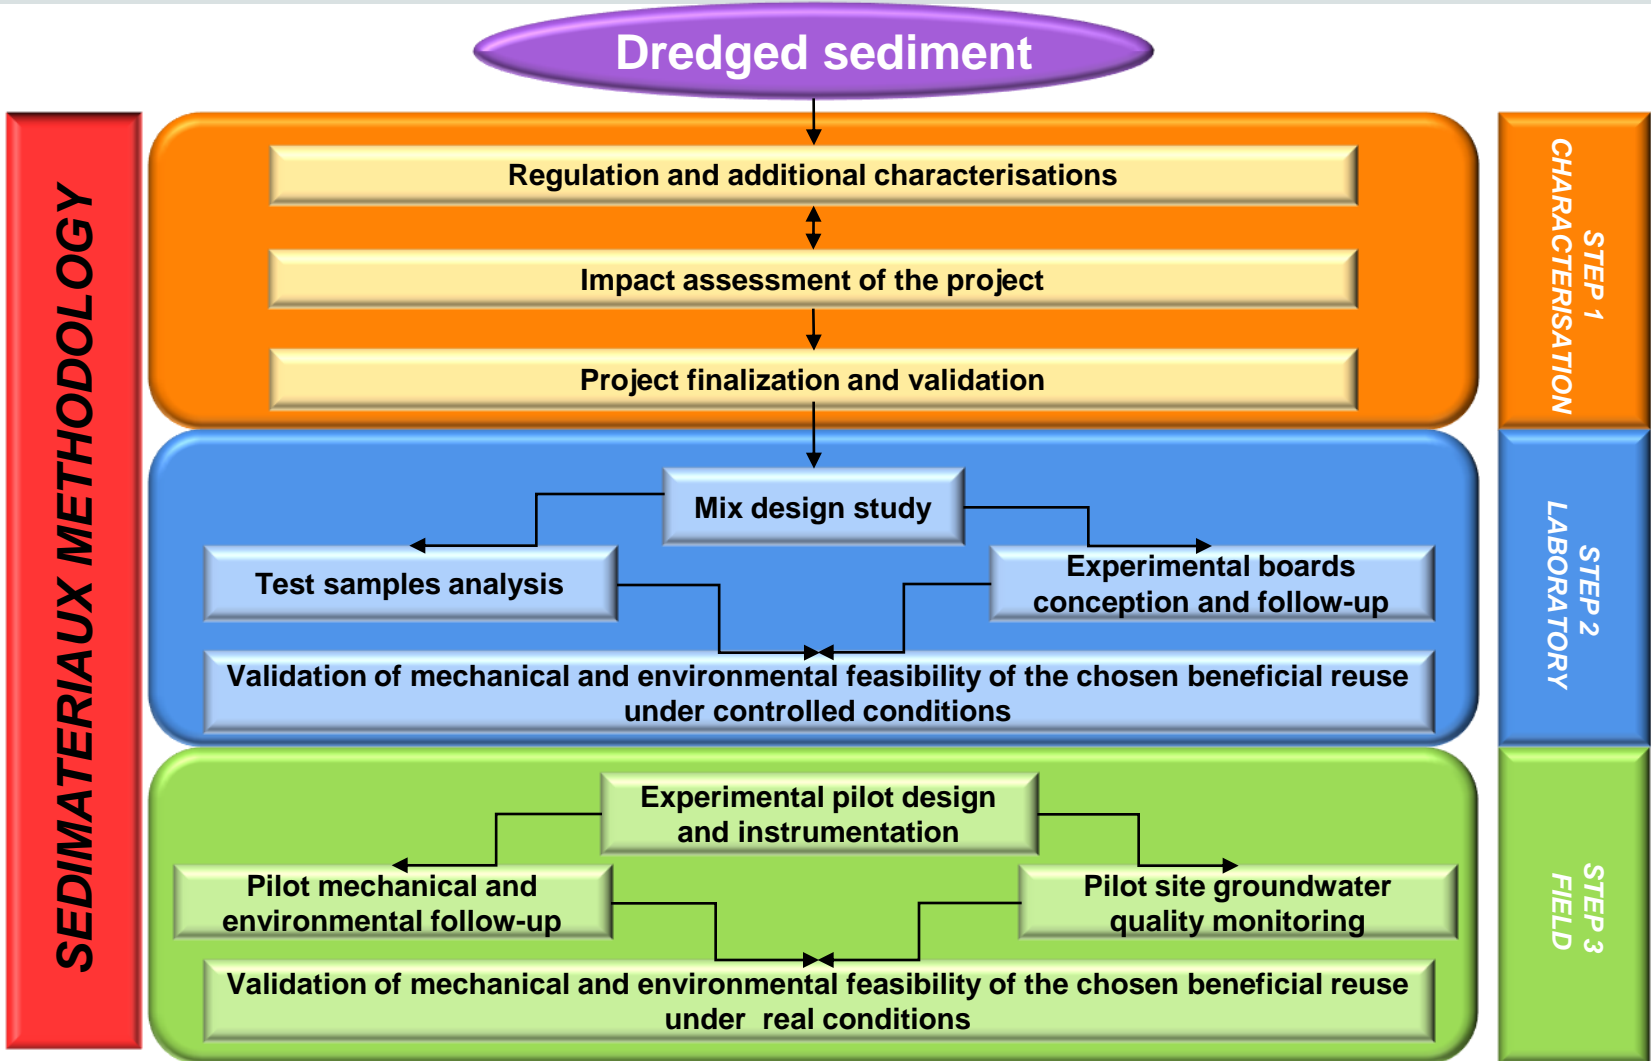 Dredged sediment
SEDIMATERIAUX METHODOLOGY
STEP 1
CHARACTERISATION
Regulation and additional characterisations
Impact assessment of the project
Project finalization and validation
STEP 2
LABORATORY
Mix design study
Test samples analysis
Experimental boards
conception and follow-up
Validation of mechanical and environmental feasibility of the chosen beneficial reuse
under controlled conditions
STEP 3
FIELD
Experimental pilot design
and instrumentation
Pilot mechanical and
environmental follow-up
Pilot site groundwater
quality monitoring
Validation of mechanical and environmental feasibility of the chosen beneficial reuse
under real conditions